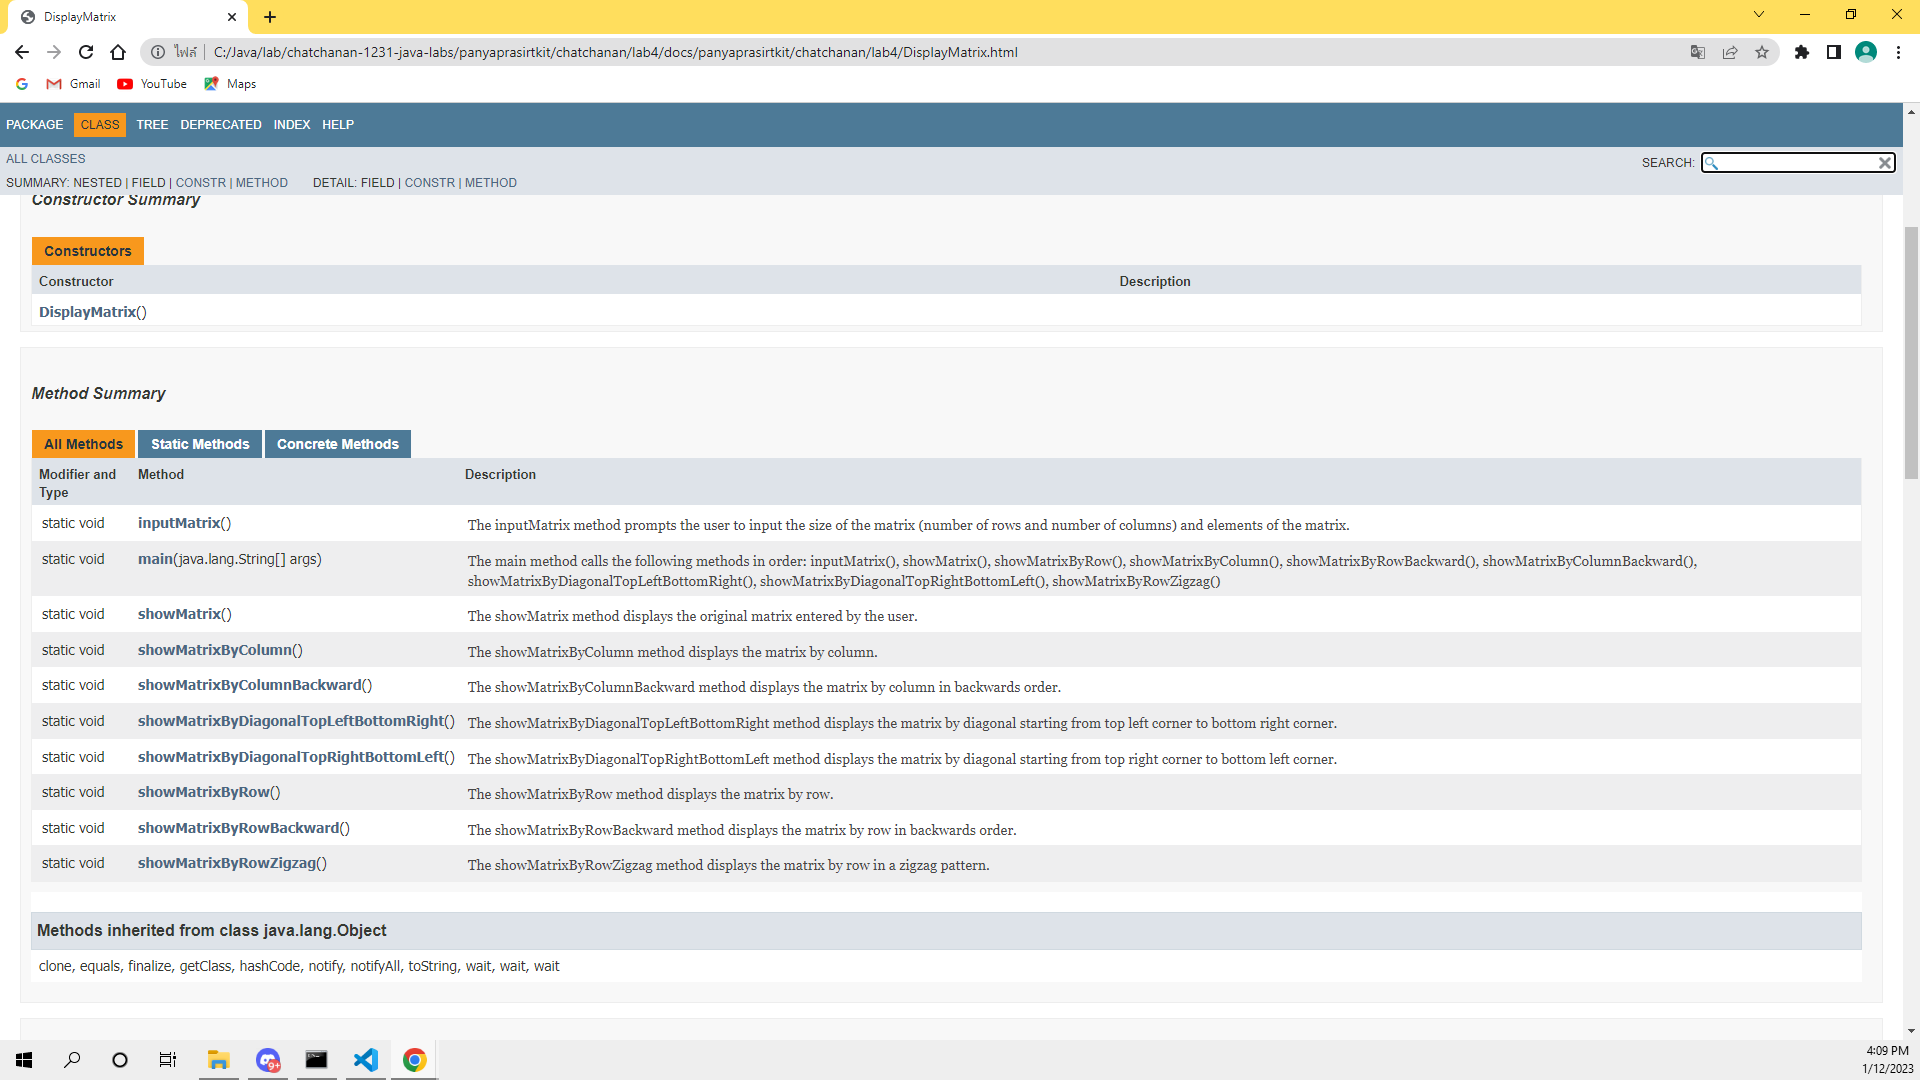 DisplayMatrix
ไฟล์ C:/Java/lab/chatchanan-1231-java-labs/panyaprasirtkit/chatchanan/lab4/docs/panyaprasirtkit/chatchanan/lab4/DisplayMatrix.html
Gmail YouTube Maps
PACKAGE CLASS TREE DEPRECATED INDEX HELP
ALL CLASSES
SEARCH:
SUMMARY: NESTED | FIELD | CONSTR | METHOD DETAIL: FIELD | CONSTR | METHOD
Constructor Summary
Constructors
Constructor Description
DisplayMatrix()
Method Summary
All Methods Static Methods Concrete Methods
Modifier and Type Method Description
static void inputMatrix() The inputMatrix method prompts the user to input the size of the matrix (number of rows and number of columns) and elements of the matrix.
static void main(java.lang.String[] args) The main method calls the following methods in order: inputMatrix(), showMatrix(), showMatrixByRow(), showMatrixByColumn(), showMatrixByRowBackward(), showMatrixByColumnBackward(),
showMatrixByDiagonalTopLeftBottomRight(), showMatrixByDiagonalTopRightBottomLeft(), showMatrixByRowZigzag()
static void showMatrix() The showMatrix method displays the original matrix entered by the user.
static void showMatrixByColumn() The showMatrixByColumn method displays the matrix by column.
static void showMatrixByColumnBackward() The showMatrixByColumnBackward method displays the matrix by column in backwards order.
static void showMatrixByDiagonalTopLeftBottomRight() The showMatrixByDiagonalTopLeftBottomRight method displays the matrix by diagonal starting from top left corner to bottom right corner.
static void showMatrixByDiagonalTopRightBottomLeft() The showMatrixByDiagonalTopRightBottomLeft method displays the matrix by diagonal starting from top right corner to bottom left corner.
static void showMatrixByRow() The showMatrixByRow method displays the matrix by row.
static void showMatrixByRowBackward() The showMatrixByRowBackward method displays the matrix by row in backwards order.
static void showMatrixByRowZigzag() The showMatrixByRowZigzag method displays the matrix by row in a zigzag pattern.
Methods inherited from class java.lang.Object
clone, equals, finalize, getClass, hashCode, notify, notifyAll, toString, wait, wait, wait
9+
4:09 PM
1/12/2023